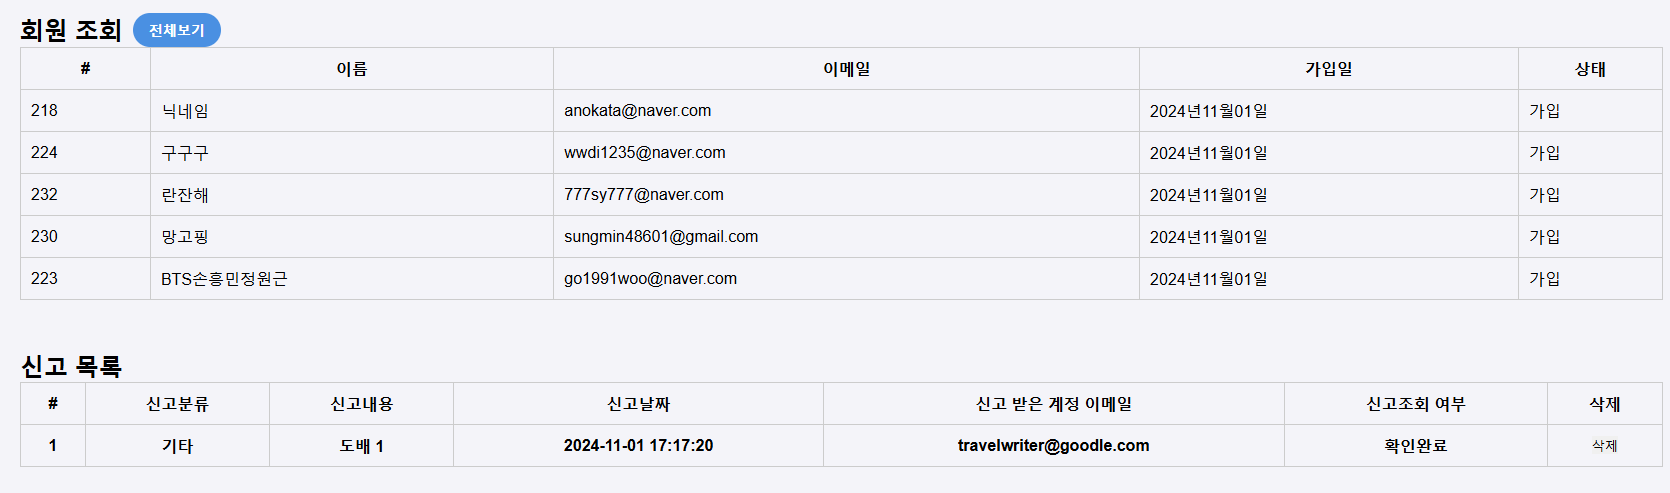 회원 조회 전체보기
# 이름 이메일 가입일 상태
218 닉네임 anokata@naver.com 2024년11월01일 가입
224 구구구 wwdi1235@naver.com 2024년11월01일 가입
232 란잔해 777sy777@naver.com 2024년11월01일 가입
230 망고핑 sungmin48601@gmail.com 2024년11월01일 가입
223 BTS손흥민정원근 go1991woo@naver.com 2024년11월01일 가입
신고 목록
# 신고분류 신고내용 신고날짜 신고 받은 계정 이메일 신고조회 여부 삭제
1 기타 도배 1 2024-11-01 17:17:20 travelwriter@goodle.com 확인완료 삭제